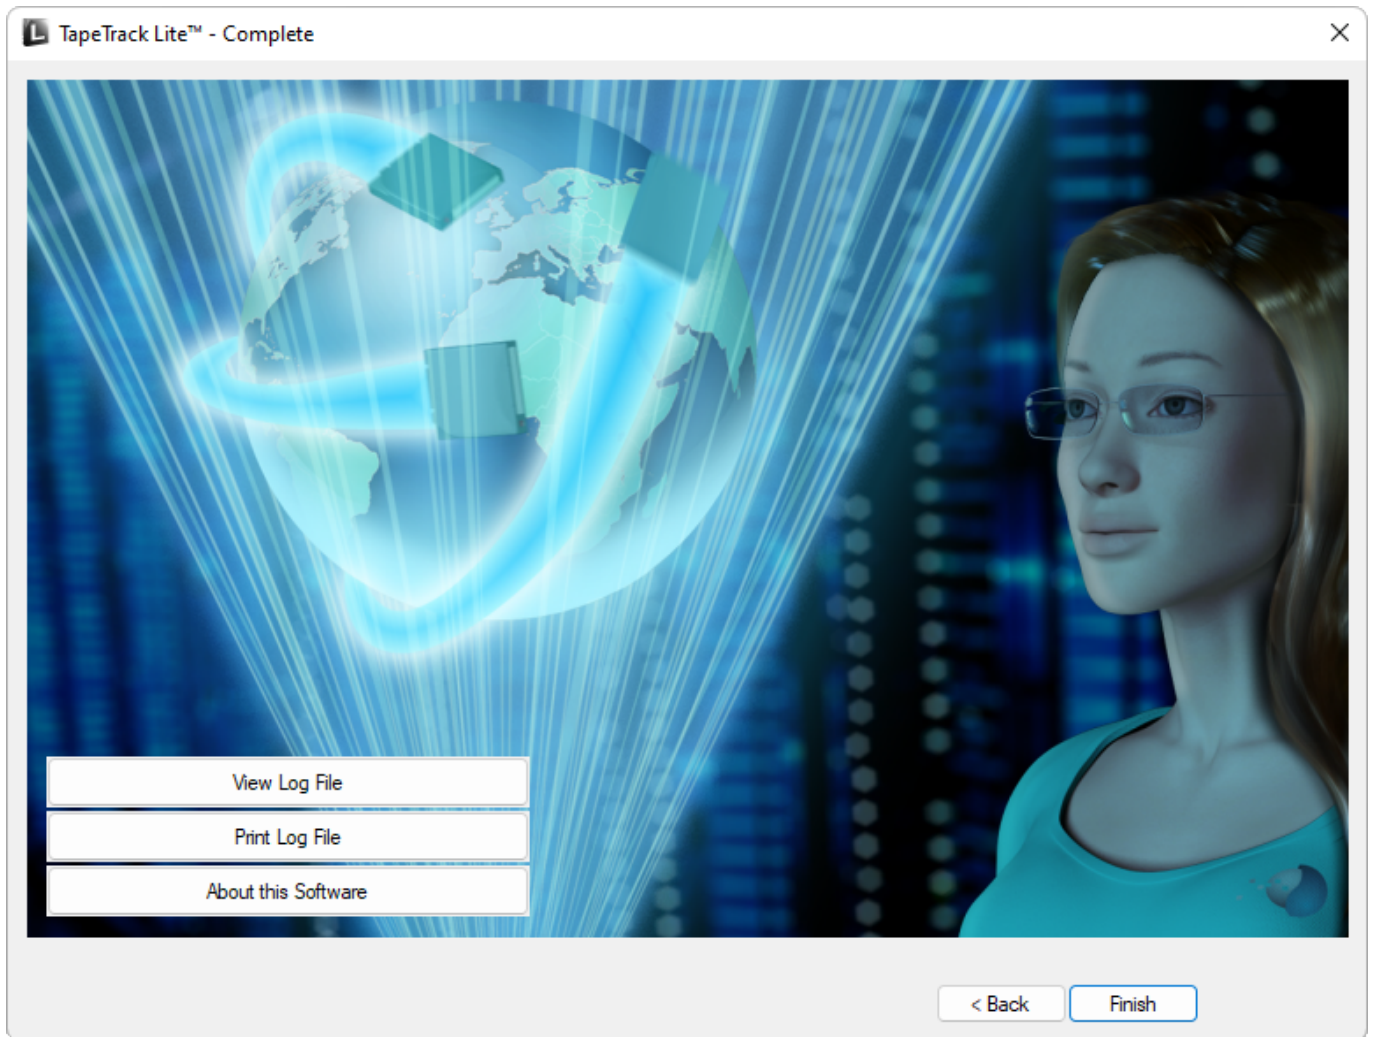 TapeTrack Lite™ - Complete
View Log File
Print Log File
About this Software
< Back
Finish